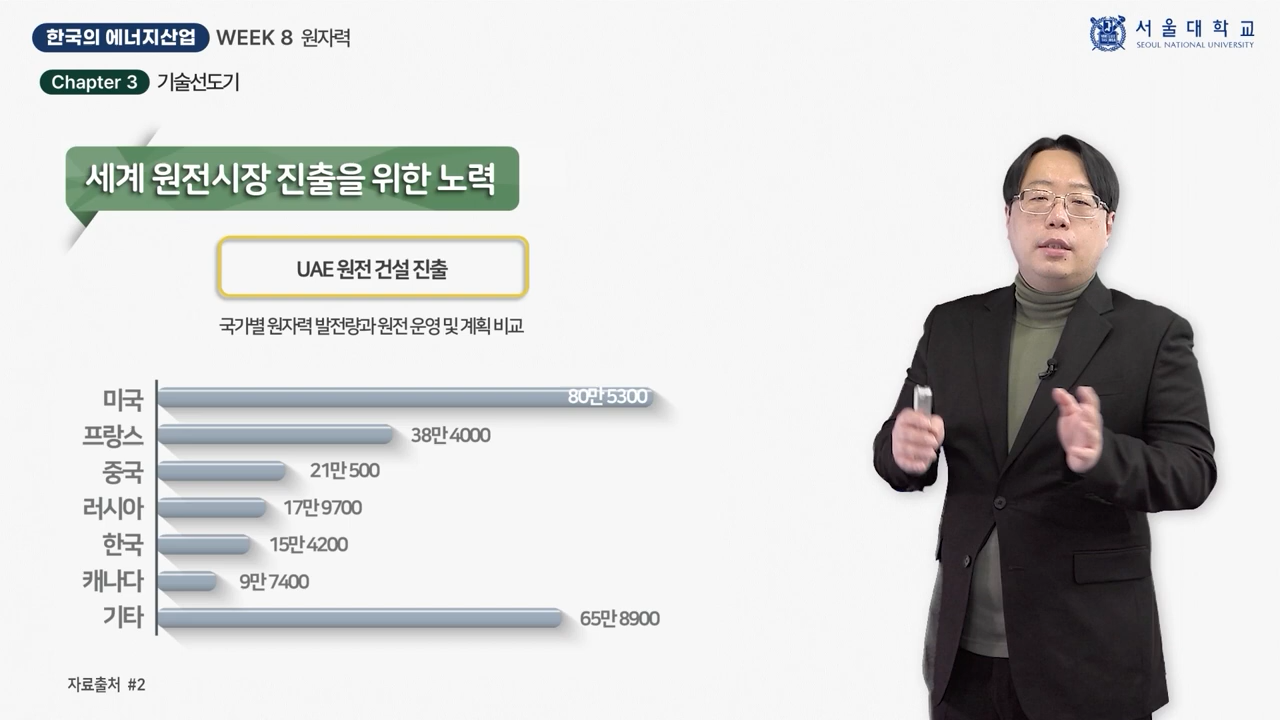 한국의 에너지산업 WEEK 8 원자력
서울대학교
SEOUL NATIONAL UNIVERSITY
Chapter 3 기술선도기
세계 원전시장 진출을 위한 노력
UAE 원전 건설 진출
국가별 원자력 발전량과 원전 운영 및 계획 비교
미국 80만 5300
프랑스 38만 4000
중국 21만 500
러시아 17만 9700
한국 15만 4200
캐나다 9만 7400
기타 65만 8900
자료출처 #2